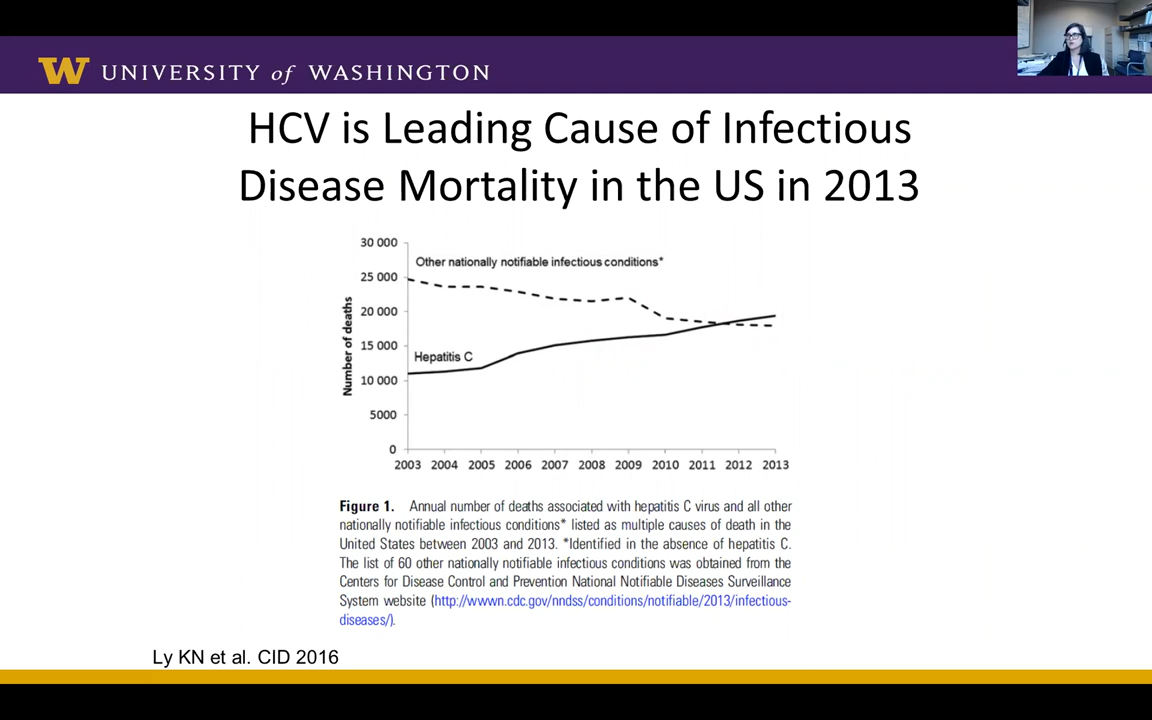 W UNIVERSITY of WASHINGTON
HCV is Leading Cause of Infectious
Disease Mortality in the US in 2013
30 000
25 000
20 000
15 000
10 000
5000
0
Number of deaths
Other nationally notifiable infectious conditions*
Hepatitis C
2003 2004 2005 2006 2007 2008 2009 2010 2011 2012 2013
Figure 1. Annual number of deaths associated with hepatitis C virus and all other
nationally notifiable infectious conditions* listed as multiple causes of death in the
United States between 2003 and 2013. *Identified in the absence of hepatitis C.
The list of 60 other nationally notifiable infectious conditions was obtained from the
Centers for Disease Control and Prevention National Notifiable Diseases Surveillance
System website (http://wwwn.cdc.gov/nndss/conditions/notifiable/2013/infectious-
diseases/).
Ly KN et al. CID 2016